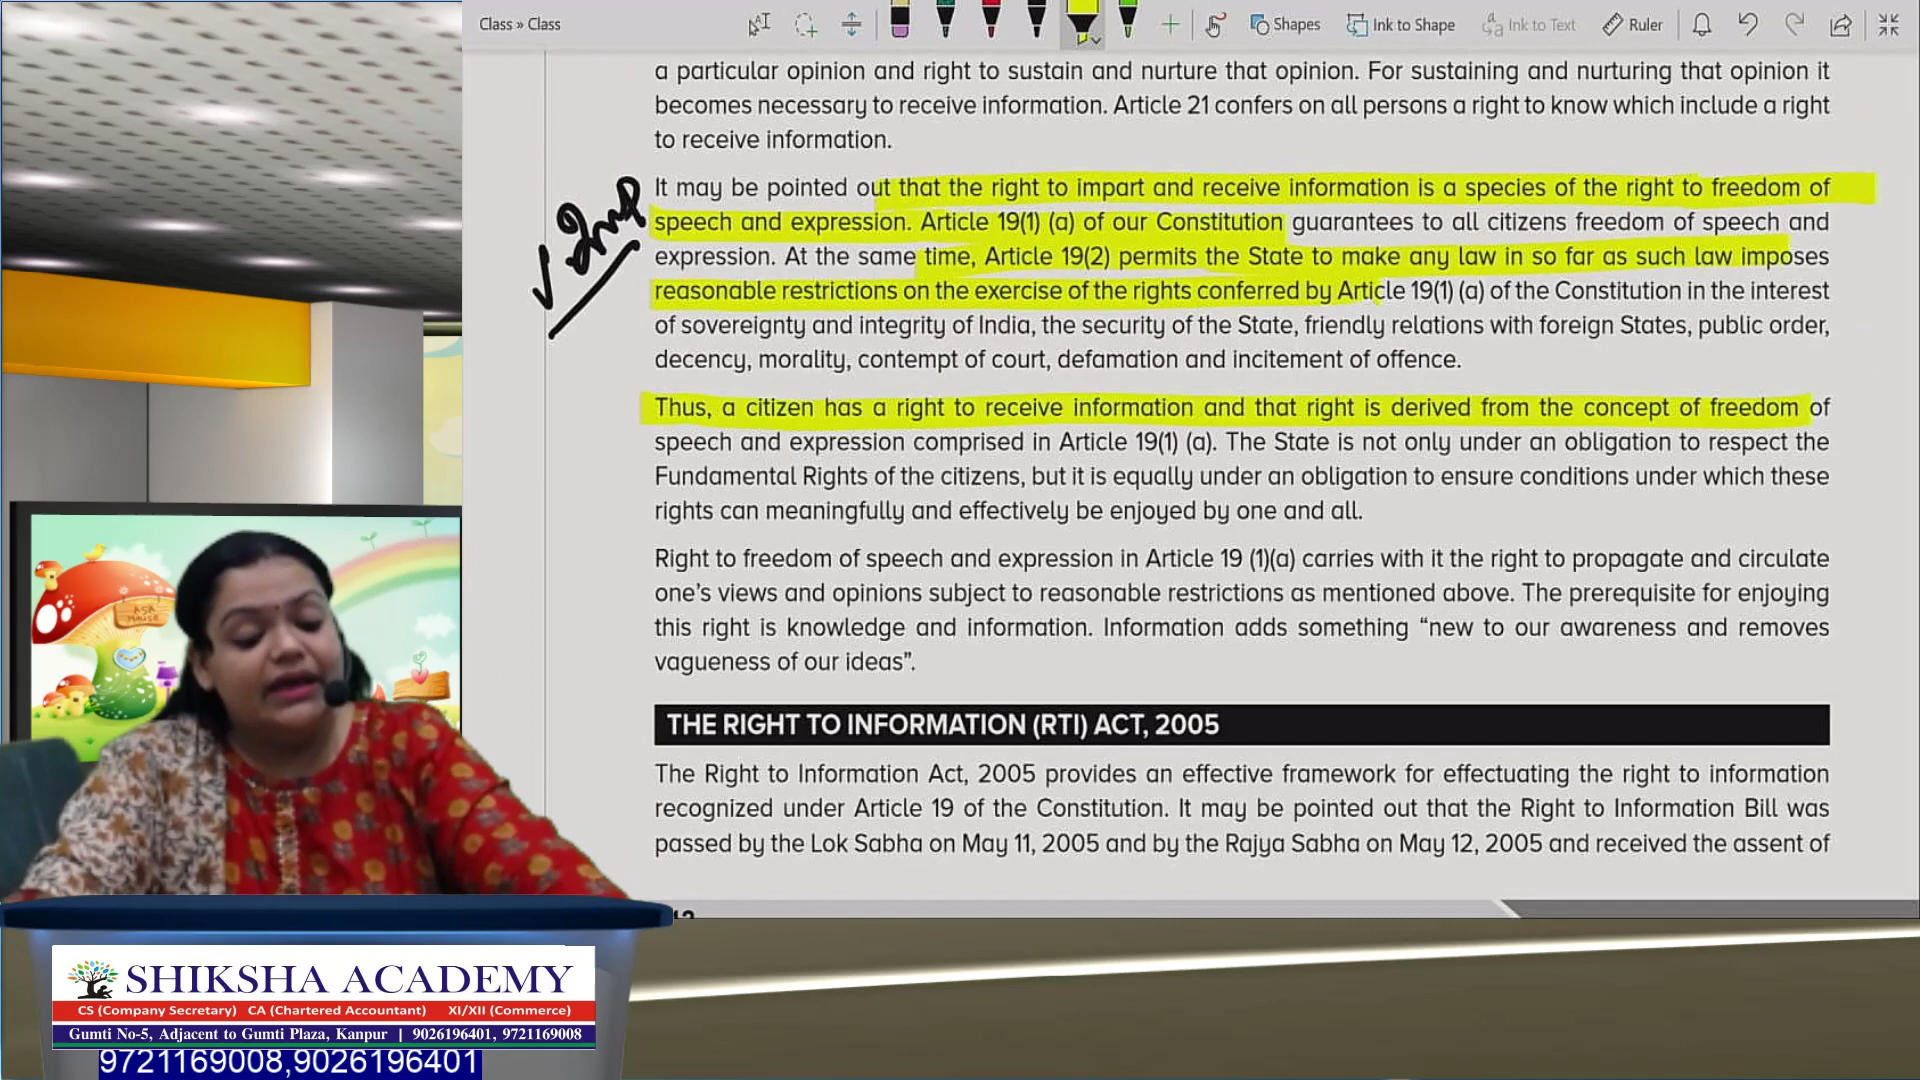 Class » Class
Shapes
Ink to Shape
Ink to Text
Ruler
a particular opinion and right to sustain and nurture that opinion. For sustaining and nurturing that opinion it
becomes necessary to receive information. Article 21 confers on all persons a right to know which include a right
to receive information.
Imp
It may be pointed out that the right to impart and receive information is a species of the right to freedom of
speech and expression. Article 19(1) (a) of our Constitution guarantees to all citizens freedom of speech and
expression. At the same time, Article 19(2) permits the State to make any law in so far as such law imposes
reasonable restrictions on the exercise of the rights conferred by Article 19(1) (a) of the Constitution in the interest
of sovereignty and integrity of India, the security of the State, friendly relations with foreign States, public order,
decency, morality, contempt of court, defamation and incitement of offence.
Thus, a citizen has a right to receive information and that right is derived from the concept of freedom of
speech and expression comprised in Article 19(1) (a). The State is not only under an obligation to respect the
Fundamental Rights of the citizens, but it is equally under an obligation to ensure conditions under which these
rights can meaningfully and effectively be enjoyed by one and all.
Right to freedom of speech and expression in Article 19 (1)(a) carries with it the right to propagate and circulate
one's views and opinions subject to reasonable restrictions as mentioned above. The prerequisite for enjoying
this right is knowledge and information. Information adds something “new to our awareness and removes
vagueness of our ideas”.
THE RIGHT TO INFORMATION (RTI) ACT, 2005
The Right to Information Act, 2005 provides an effective framework for effectuating the right to information
recognized under Article 19 of the Constitution. It may be pointed out that the Right to Information Bill was
passed by the Lok Sabha on May 11, 2005 and by the Rajya Sabha on May 12, 2005 and received the assent of
SHIKSHA ACADEMY
CS (Company Secretary) CA (Chartered Accountant) XI/XII (Commerce)
Gumti No-5, Adjacent to Gumti Plaza, Kanpur | 9026196401, 9721169008
9721169008,9026196401